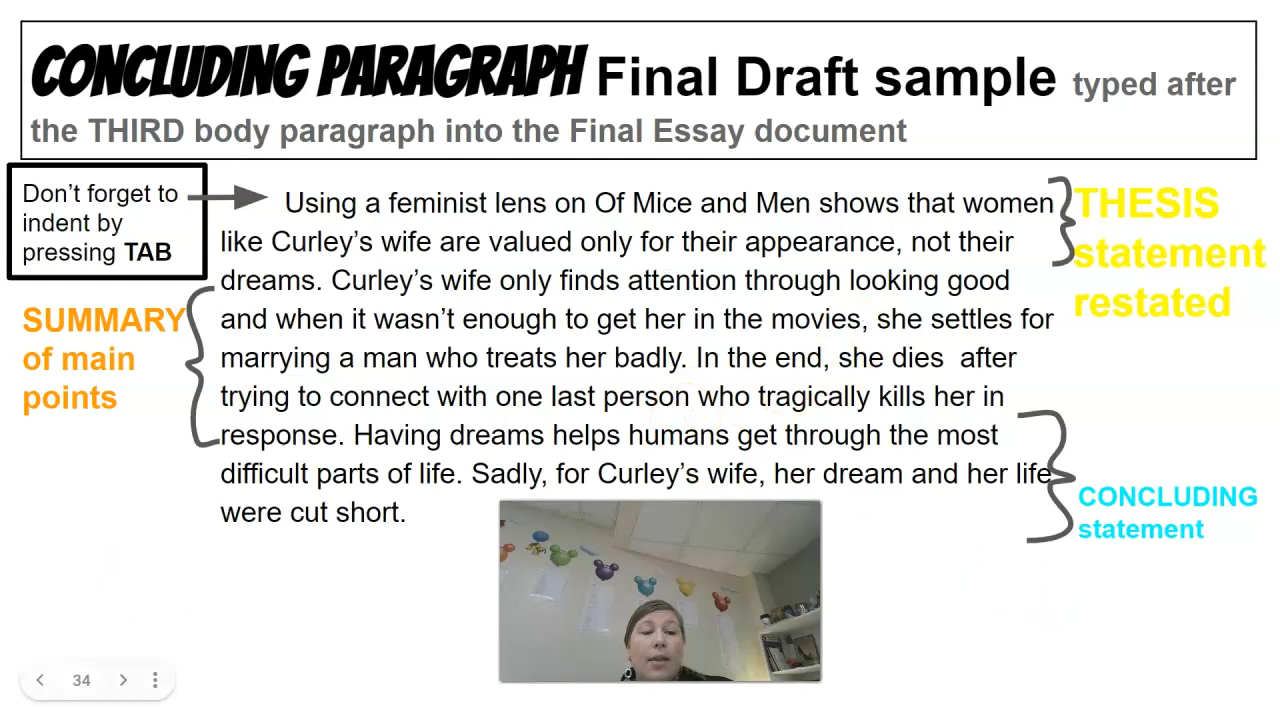 CONCLUDING PARAGRAPH Final Draft sample typed after
the THIRD body paragraph into the Final Essay document
Don't forget to
indent by
pressing TAB
Using a feminist lens on Of Mice and Men shows that women
like Curley's wife are valued only for their appearance, not their
dreams. Curley's wife only finds attention through looking good
and when it wasn't enough to get her in the movies, she settles for
marrying a man who treats her badly. In the end, she dies  after
trying to connect with one last person who tragically kills her in
response. Having dreams helps humans get through the most
difficult parts of life. Sadly, for Curley's wife, her dream and her life
were cut short.
THESIS
statement
restated
SUMMARY
of main
points
CONCLUDING
statement
34